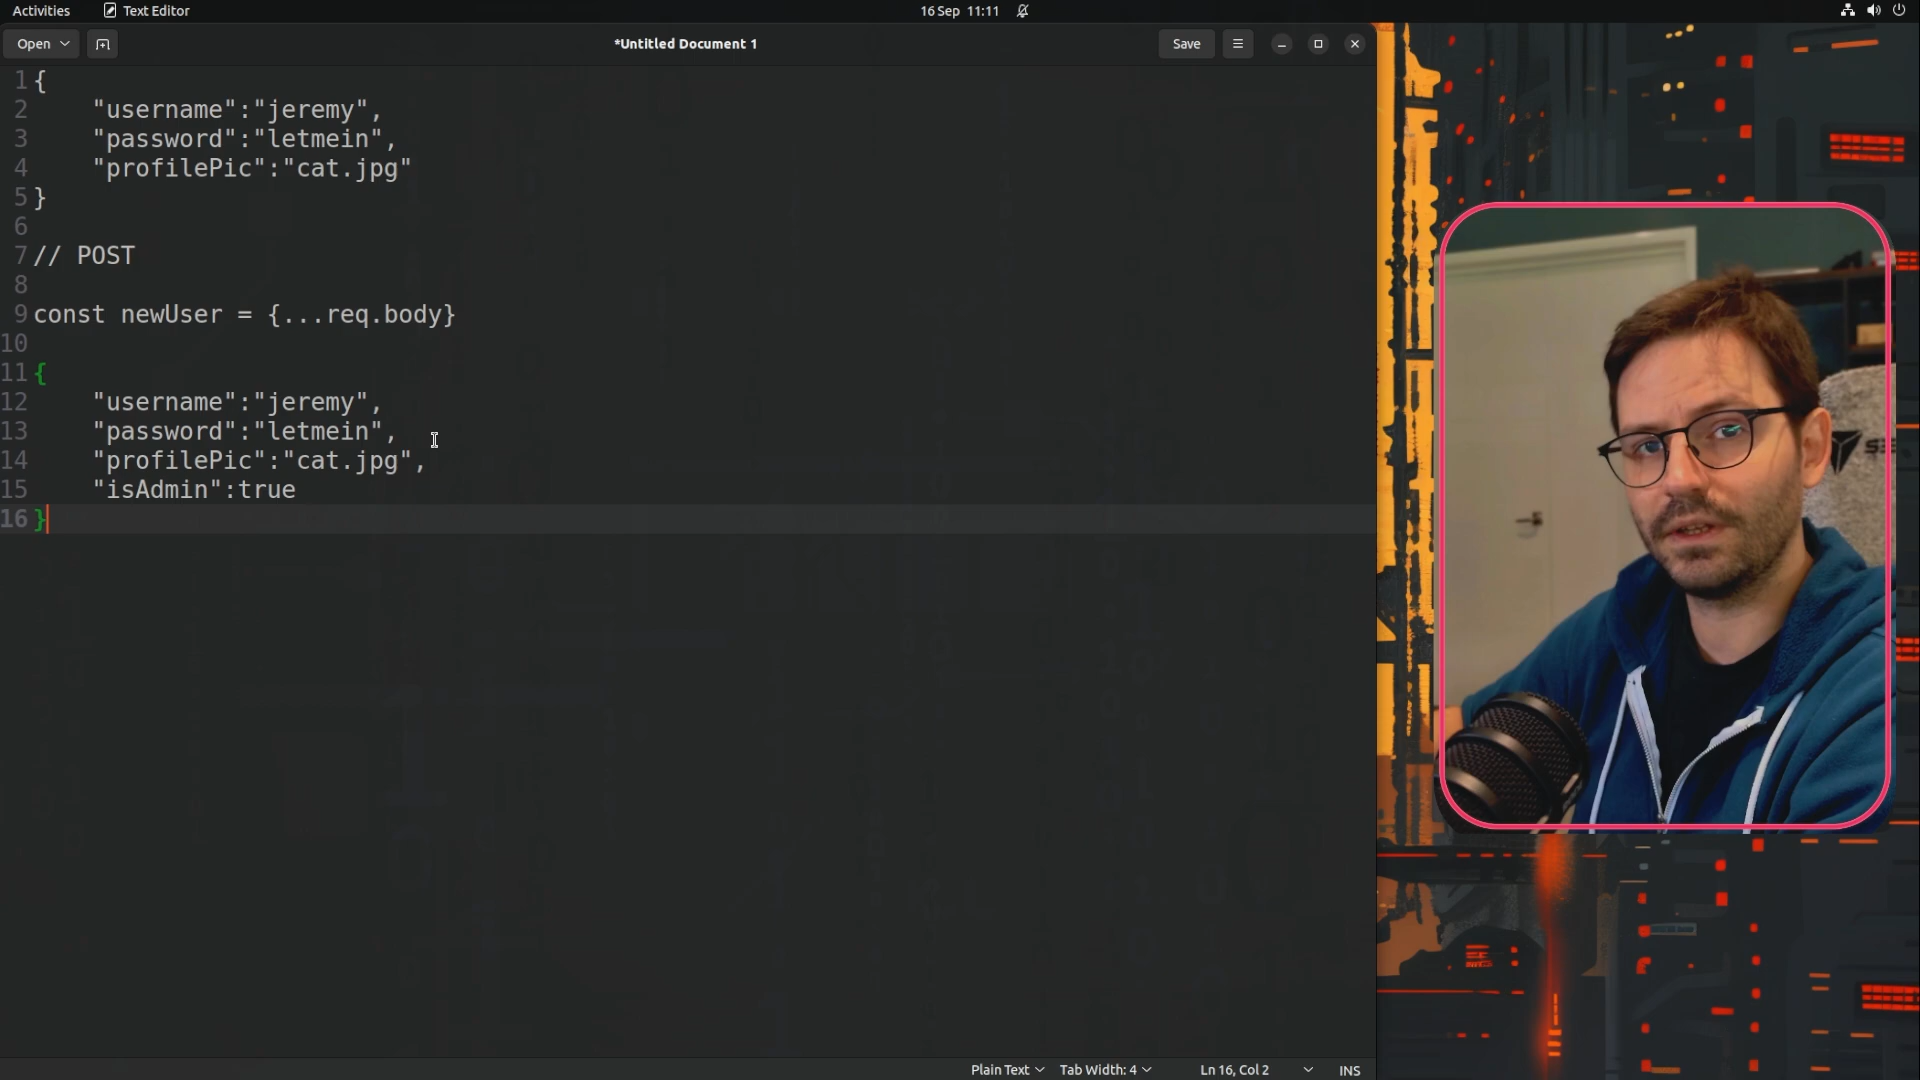 Activities Text Editor 16 Sep 11:11
Open *Untitled Document 1 Save
1 {
2     "username":"jeremy",
3     "password":"letmein",
4     "profilePic":"cat.jpg"
5 }
6
7 // POST
8
9 const newUser = {...req.body}
10
11 {
12     "username":"jeremy",
13     "password":"letmein",
14     "profilePic":"cat.jpg",
15     "isAdmin":true
16 }
Plain Text Tab Width: 4 Ln 16, Col 2 INS